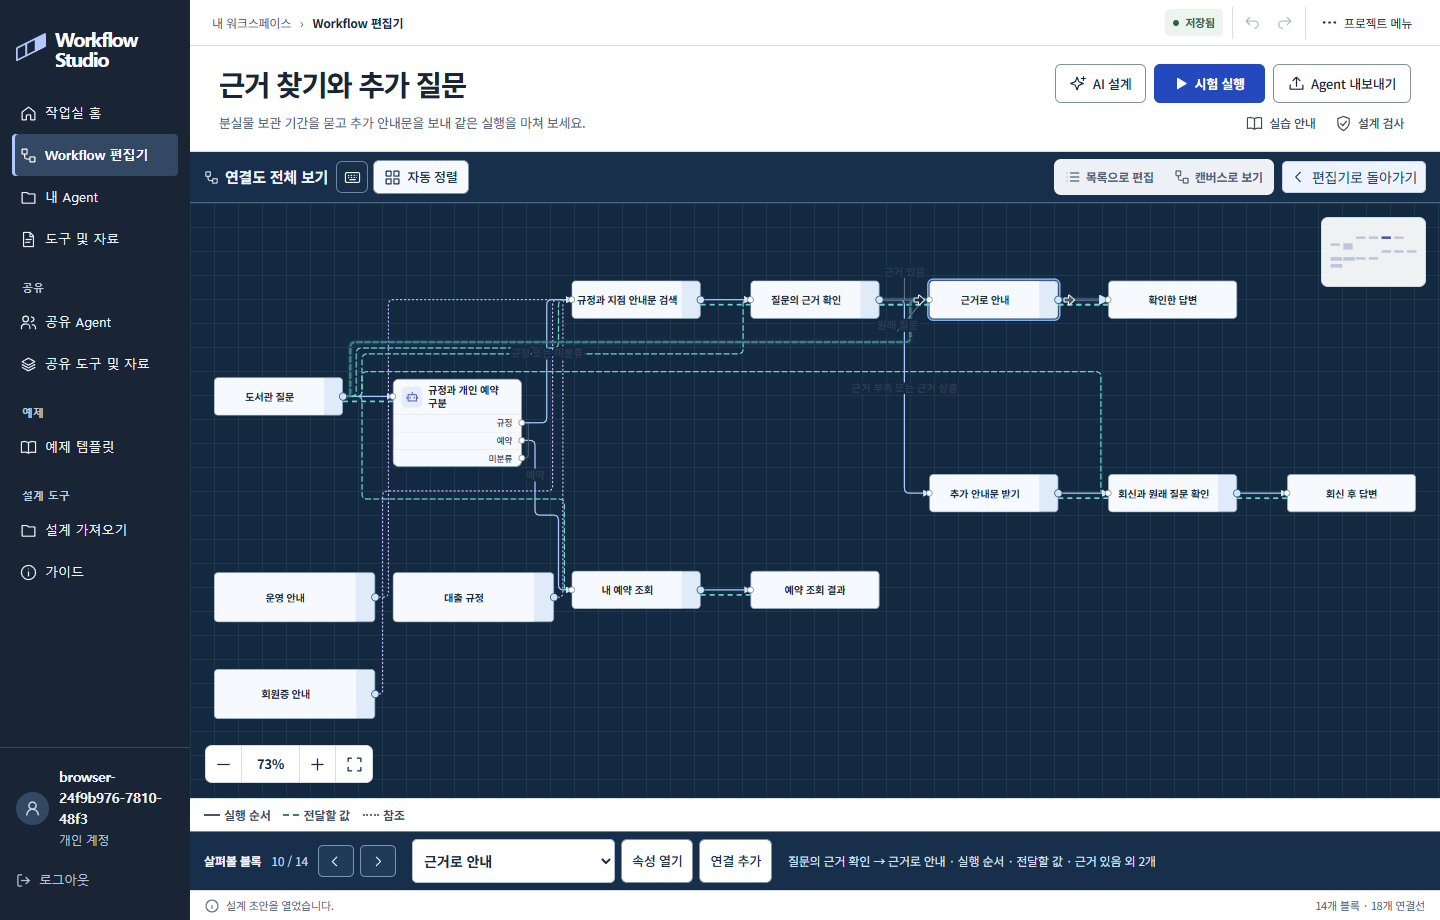 Workflow
Studio
작업실 홈
Workflow 편집기
내 Agent
도구 및 자료
공유
공유 Agent
공유 도구 및 자료
예제
예제 템플릿
설계 도구
설계 가져오기
가이드
browser-
24f9b976-7810-
48f3
개인 계정
로그아웃
내 워크스페이스 › Workflow 편집기
저장됨
프로젝트 메뉴
근거 찾기와 추가 질문
분실물 보관 기간을 묻고 추가 안내문을 보내 같은 실행을 마쳐 보세요.
AI 설계
시험 실행
Agent 내보내기
실습 안내
설계 검사
연결도 전체 보기
자동 정렬
목록으로 편집
캔버스로 보기
편집기로 돌아가기
근거 있음
규정과 지점 안내문 검색
질문의 근거 확인
근거로 안내
확인한 답변
원래 질문
규정 또는 미분류
도서관 질문
규정과 개인 예약
구분
규정
예약
미분류
근거 부족 또는 근거 상충
예약
추가 안내문 받기
회신과 원래 질문 확인
회신 후 답변
운영 안내
대출 규정
내 예약 조회
예약 조회 결과
회원증 안내
73%
실행 순서
전달할 값
참조
살펴볼 블록
10 / 14
근거로 안내
속성 열기
연결 추가
질문의 근거 확인 → 근거로 안내 · 실행 순서 · 전달할 값 · 근거 있음 외 2개
설계 초안을 열었습니다.
14개 블록 · 18개 연결선